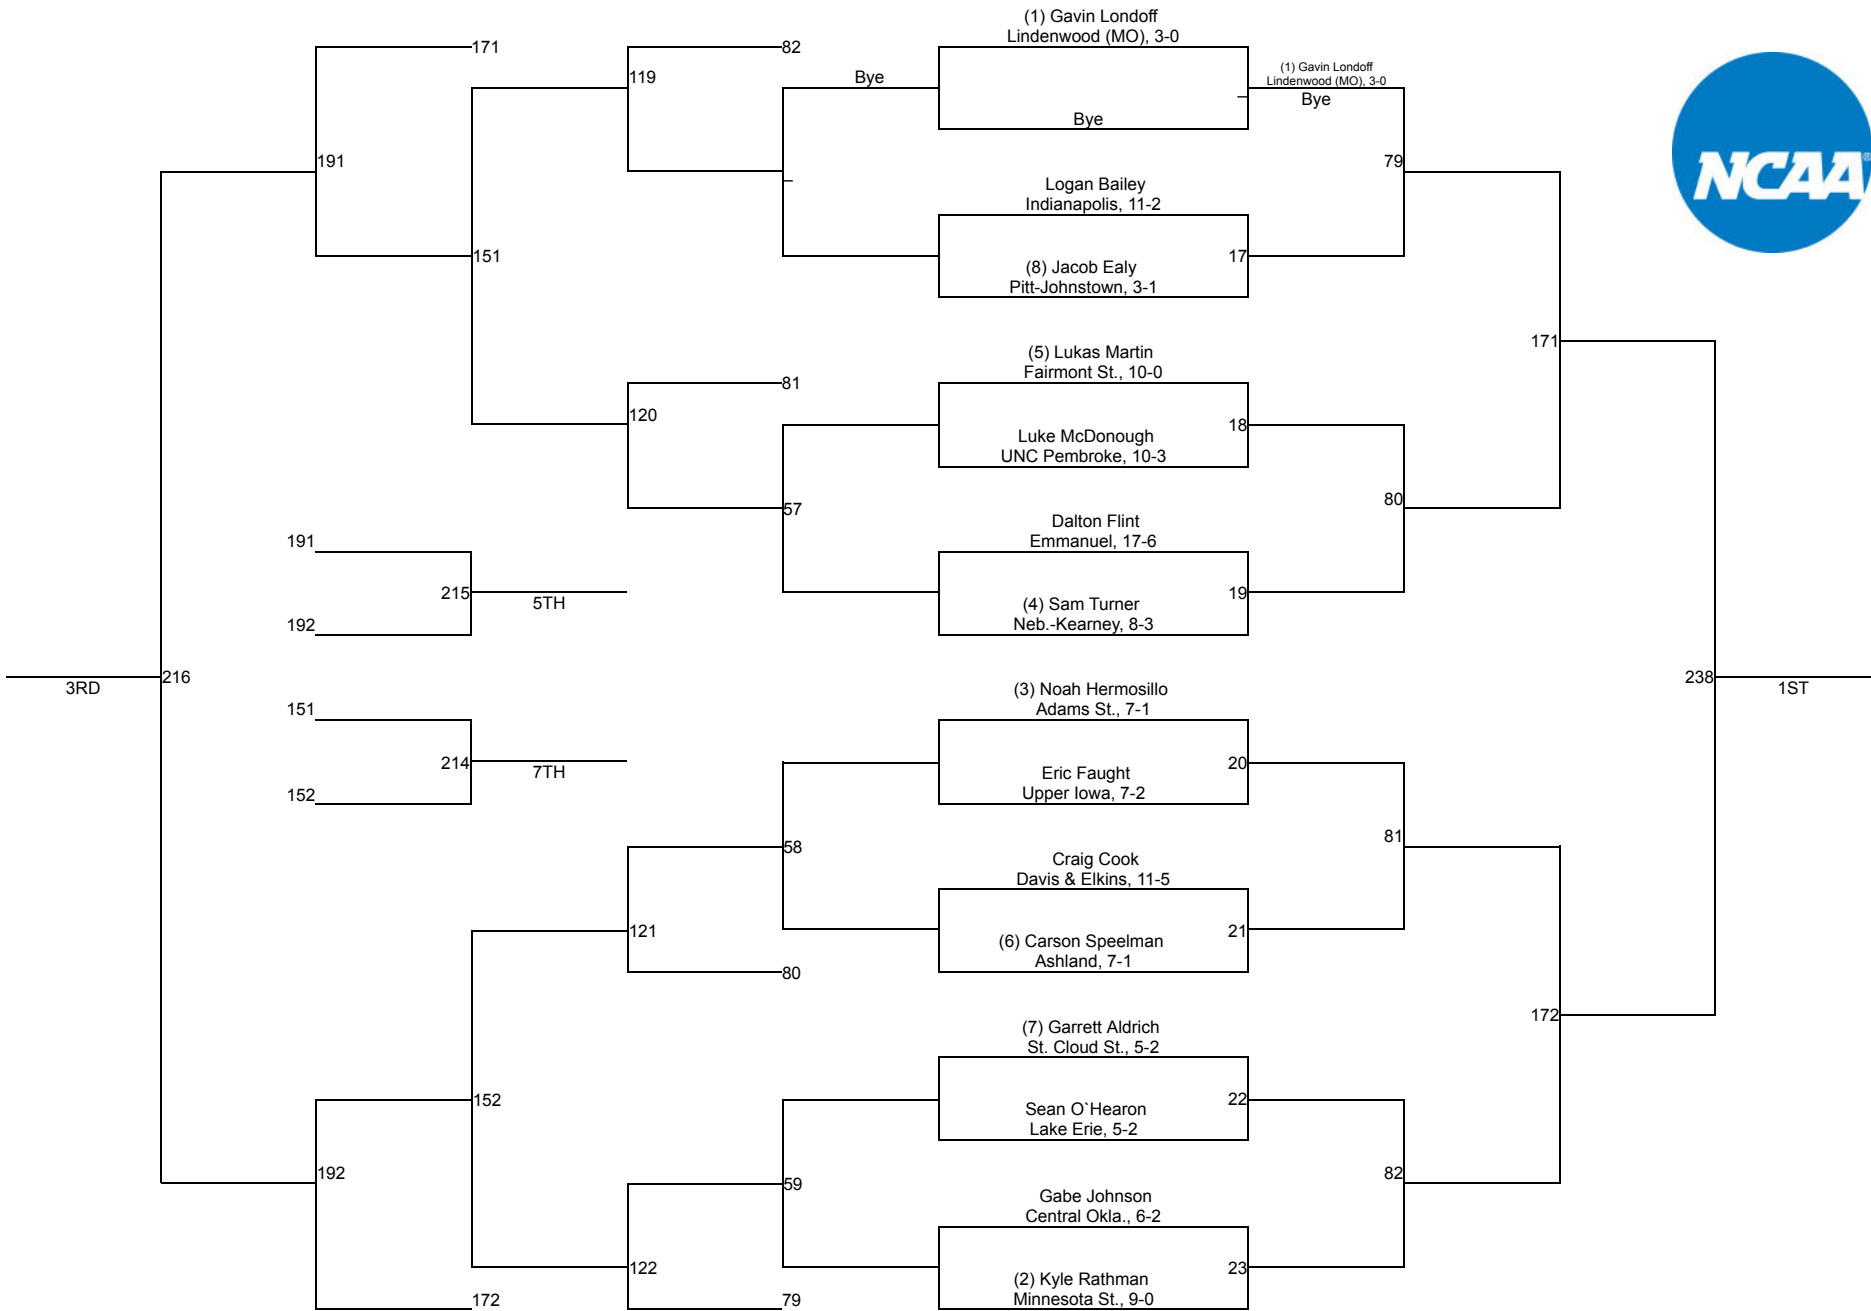 (1) Gavin Londoff
Lindenwood (MO), 3-0
171
82
(1) Gavin Londoff
Lindenwood (MO), 3-0
119
Bye
Bye
Bye
NCAA®
191
79
Logan Bailey
Indianapolis, 11-2
151
17
(8) Jacob Ealy
Pitt-Johnstown, 3-1
171
(5) Lukas Martin
Fairmont St., 10-0
81
120
18
Luke McDonough
UNC Pembroke, 10-3
57
80
Dalton Flint
Emmanuel, 17-6
191
215
5TH
19
(4) Sam Turner
Neb.-Kearney, 8-3
192
3RD
216
238
1ST
(3) Noah Hermosillo
Adams St., 7-1
151
214
7TH
20
Eric Faught
Upper Iowa, 7-2
152
58
81
Craig Cook
Davis & Elkins, 11-5
121
21
(6) Carson Speelman
Ashland, 7-1
80
172
(7) Garrett Aldrich
St. Cloud St., 5-2
152
22
Sean O`Hearon
Lake Erie, 5-2
192
59
82
Gabe Johnson
Central Okla., 6-2
122
23
(2) Kyle Rathman
Minnesota St., 9-0
172
79